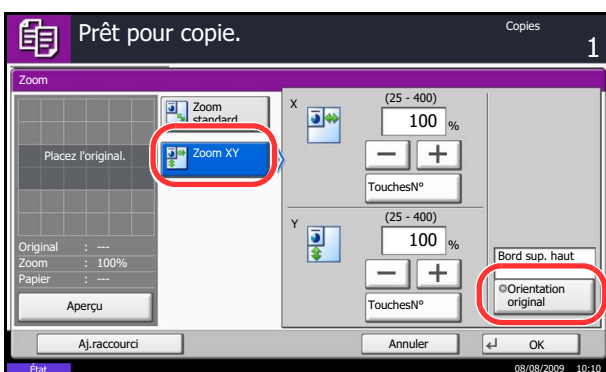 Prêt pour copie.
Copies
1
Zoom
Placez l'original.
Original : ---
Zoom : 100%
Papier : ---
Aperçu
Zoom
standard
Zoom XY
X
(25 - 400)
100 %
TouchesN°
Y
(25 - 400)
100 %
TouchesN°
Bord sup. haut
Orientation
original
Aj.raccourci
Annuler
OK
État
08/08/2009 10:10